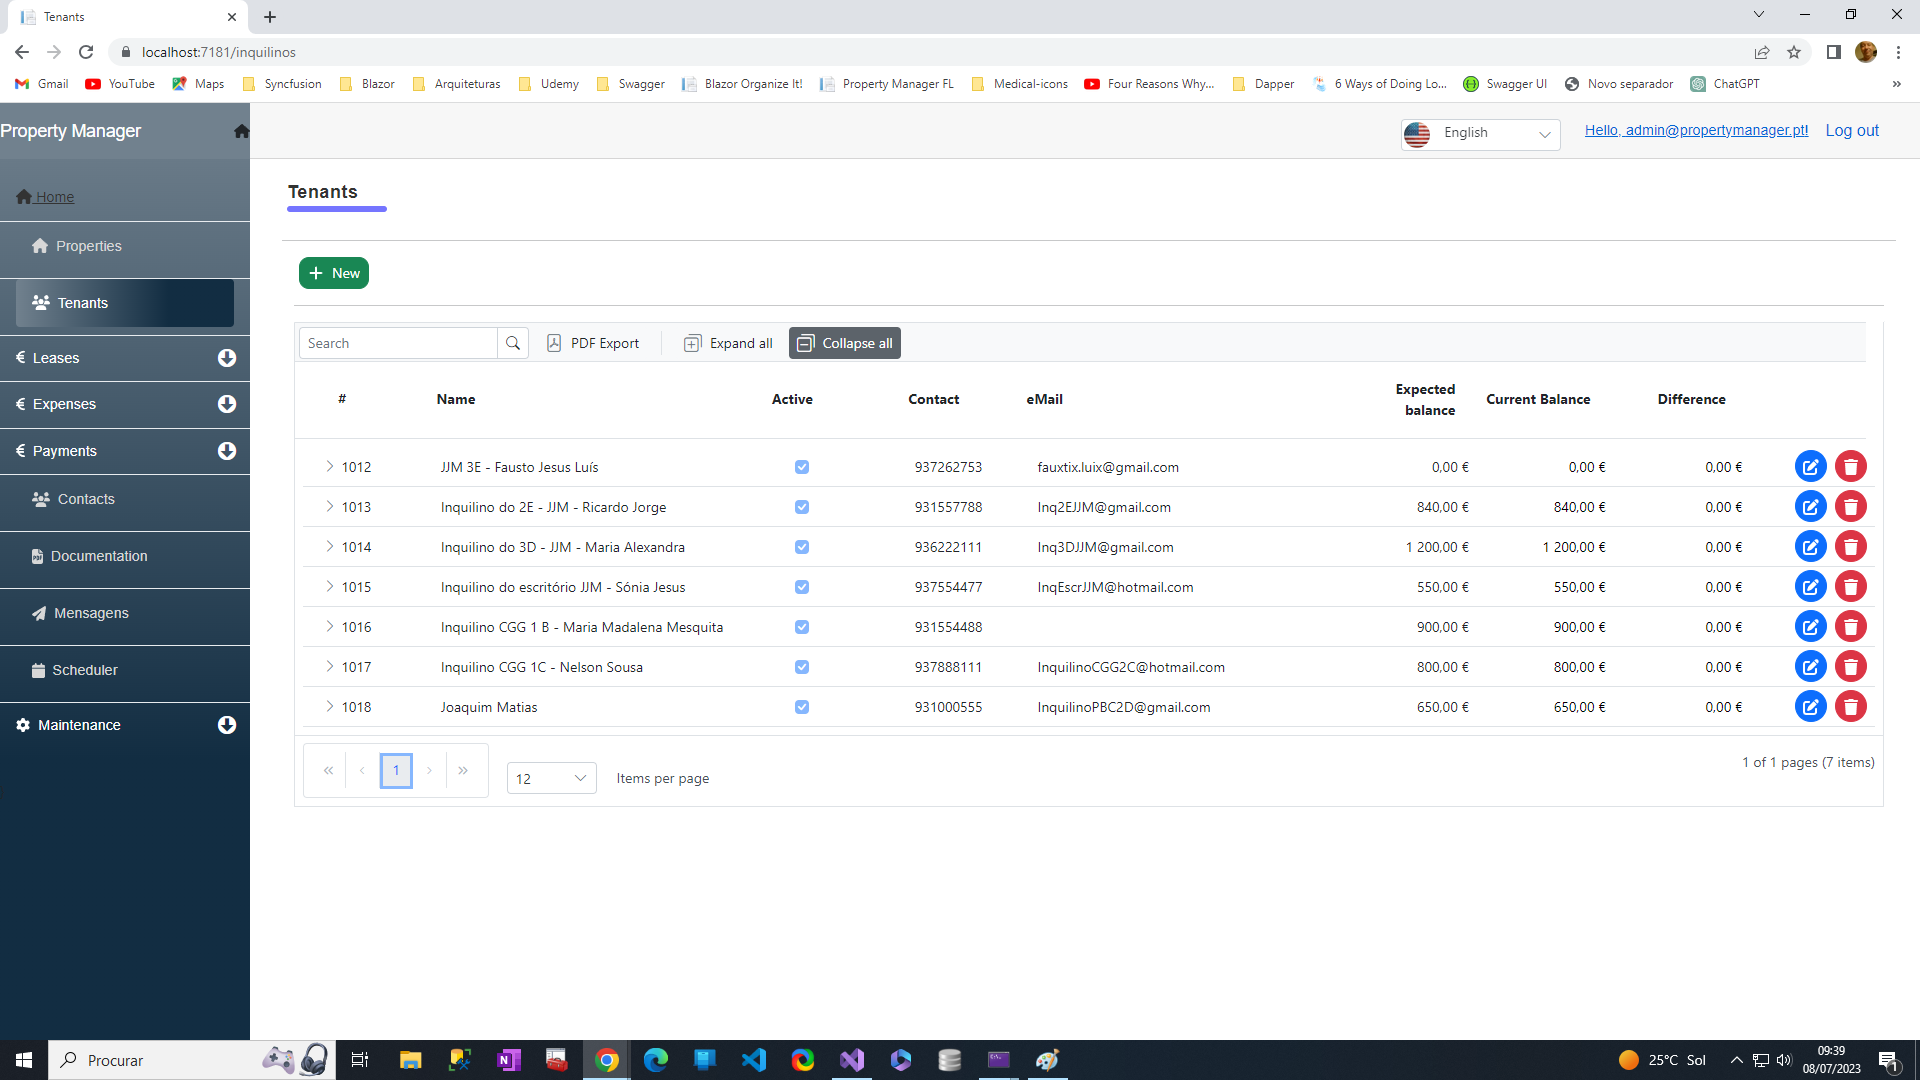 Tenants
localhost:7181/inquilinos
Gmail YouTube Maps Syncfusion Blazor Arquiteturas Udemy Swagger Blazor Organize It! Property Manager FL Medical-icons Four Reasons Why... Dapper 6 Ways of Doing Lo... Swagger UI Novo separador ChatGPT »
Property Manager
English
Hello, admin@propertymanager.pt!
Log out
Home
Properties
Tenants
€ Leases
€ Expenses
€ Payments
Contacts
Documentation
Mensagens
Scheduler
Maintenance
Tenants
+ New
Search PDF Export Expand all Collapse all
# Name Active Contact eMail Expected balance Current Balance Difference
1012 JJM 3E - Fausto Jesus Luís 937262753 fauxtix.luix@gmail.com 0,00 € 0,00 € 0,00 €
1013 Inquilino do 2E - JJM - Ricardo Jorge 931557788 Inq2EJJM@gmail.com 840,00 € 840,00 € 0,00 €
1014 Inquilino do 3D - JJM - Maria Alexandra 936222111 Inq3DJJM@gmail.com 1 200,00 € 1 200,00 € 0,00 €
1015 Inquilino do escritório JJM - Sónia Jesus 937554477 InqEscrJJM@hotmail.com 550,00 € 550,00 € 0,00 €
1016 Inquilino CGG 1 B - Maria Madalena Mesquita 931554488 900,00 € 900,00 € 0,00 €
1017 Inquilino CGG 1C - Nelson Sousa 937888111 InquilinoCGG2C@hotmail.com 800,00 € 800,00 € 0,00 €
1018 Joaquim Matias 931000555 InquilinoPBC2D@gmail.com 650,00 € 650,00 € 0,00 €
« ‹ 1 › » 12 Items per page
1 of 1 pages (7 items)
Procurar
25°C Sol
09:39
08/07/2023
1